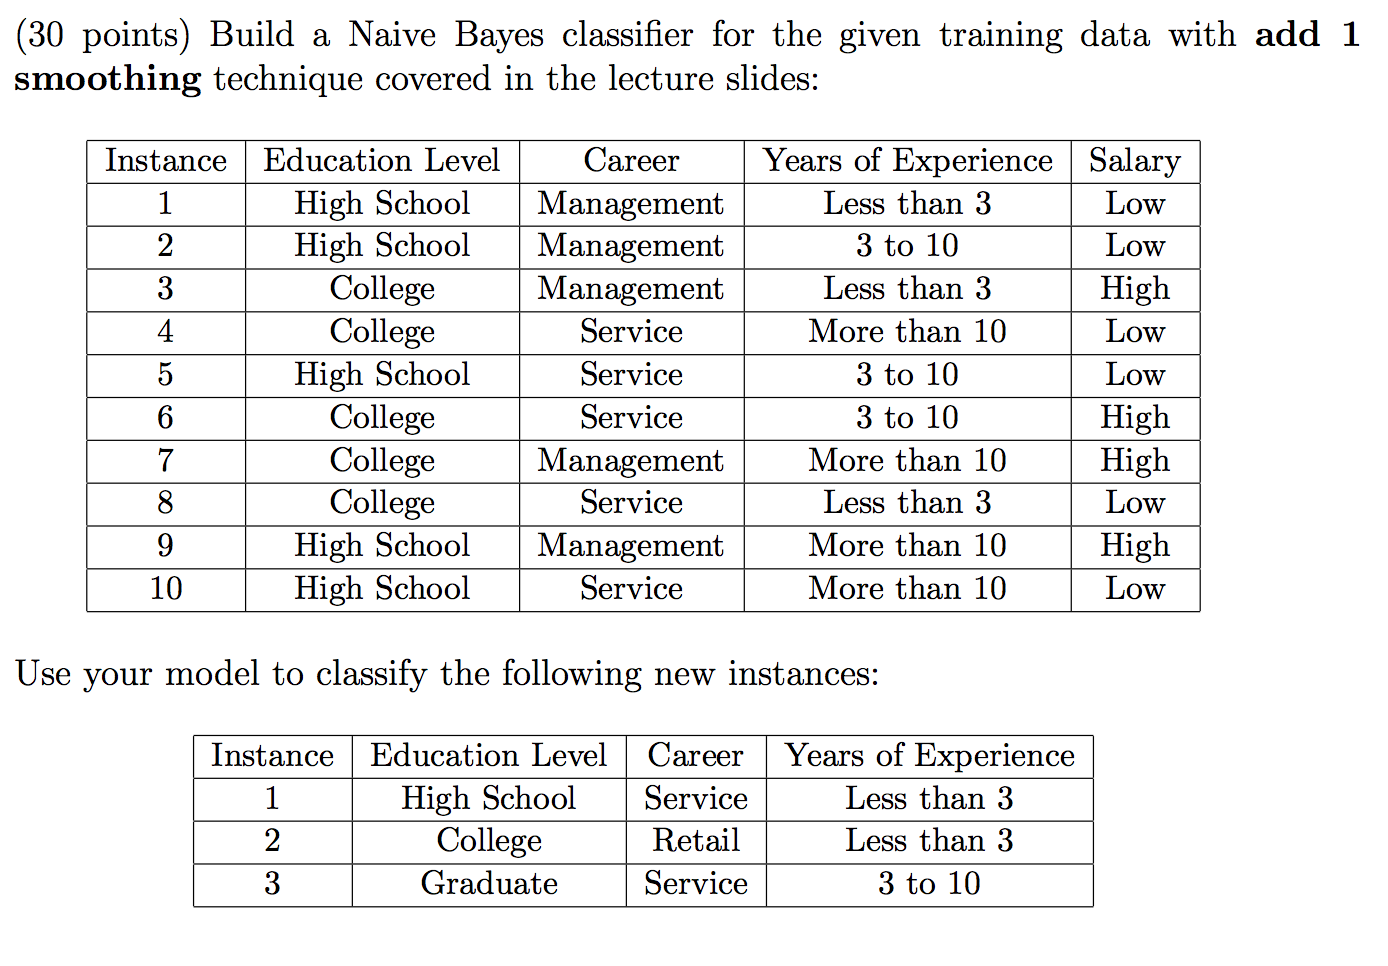 (30 points) Build a Naive Bayes classifier for the given training data with add 1
smoothing technique covered in the lecture slides:
Instance Education Level Career Years of Experience Salary
1 High School Management Less than 3 Low
2 High School Management 3 to 10 Low
3 College Management Less than 3 High
4 College Service More than 10 Low
5 High School Service 3 to 10 Low
6 College Service 3 to 10 High
7 College Management More than 10 High
8 College Service Less than 3 Low
9 High School Management More than 10 High
10 High School Service More than 10 Low
Use your model to classify the following new instances:
Instance Education Level Career Years of Experience
1 High School Service Less than 3
2 College Retail Less than 3
3 Graduate Service 3 to 10